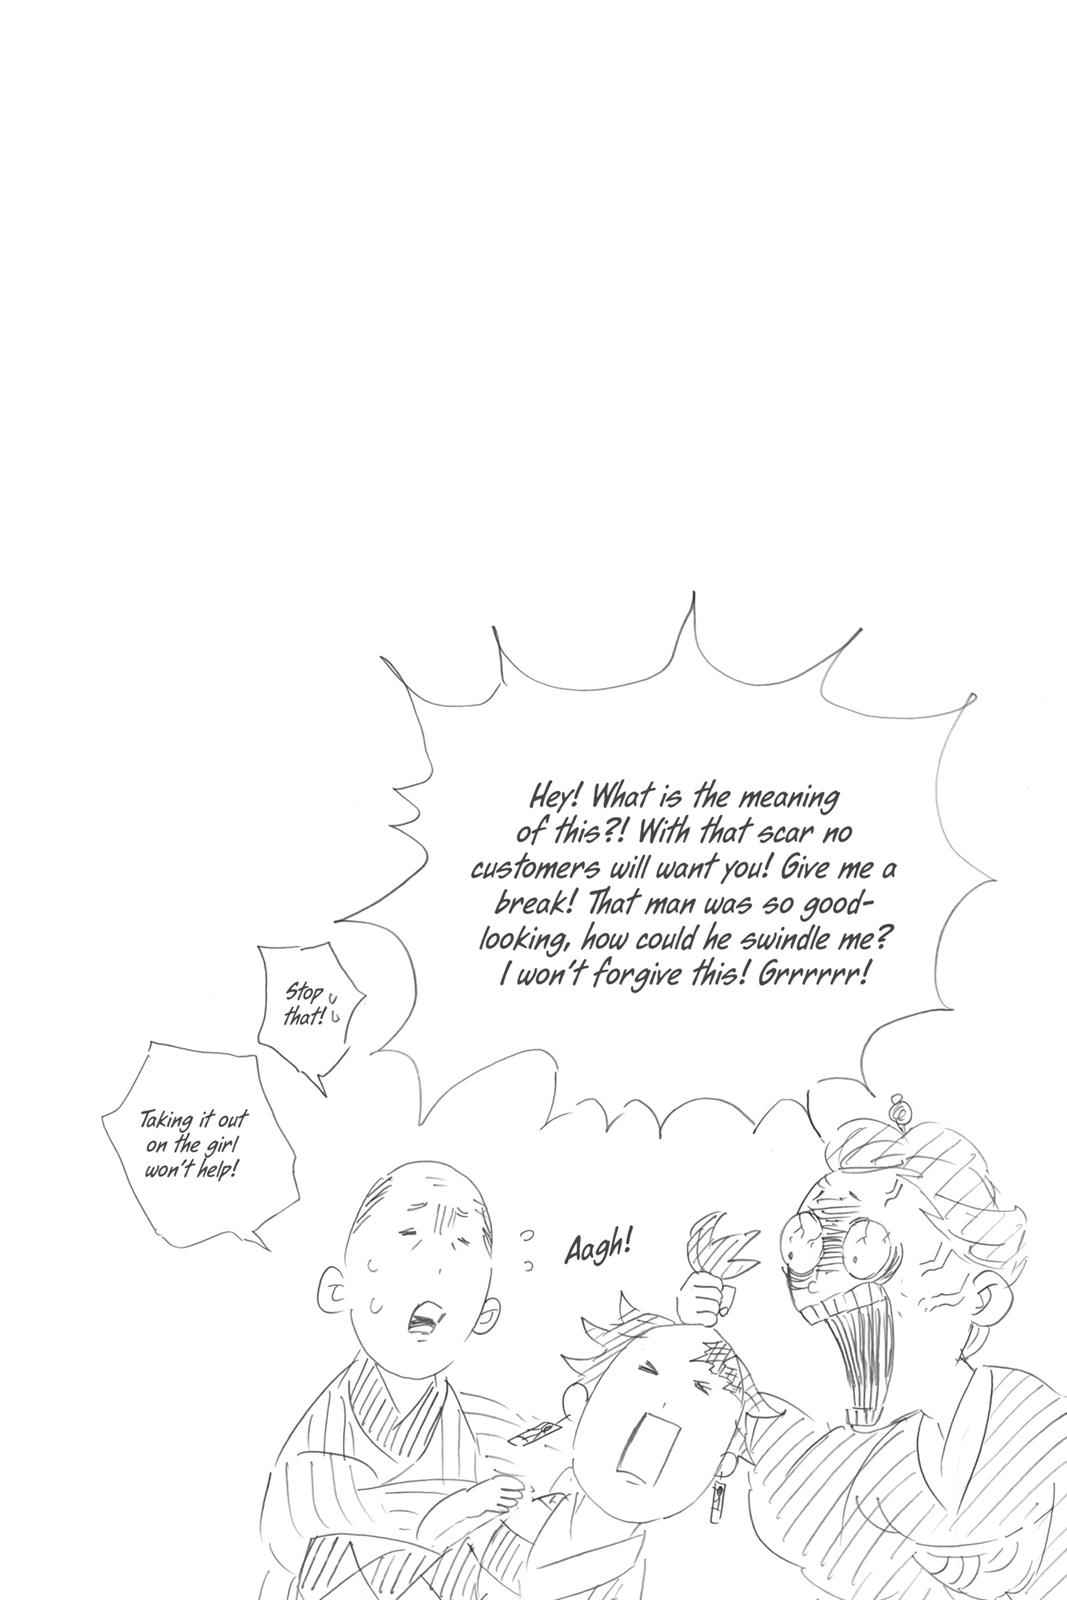 Hey! What is the meaning
of this?! With that scar no
customers will want you! Give me a
break! That man was so good-
looking, how could he swindle me?
I won't forgive this! Grrrrrr!
Stop
that!
Taking it out
on the girl
won't help!
Aagh!